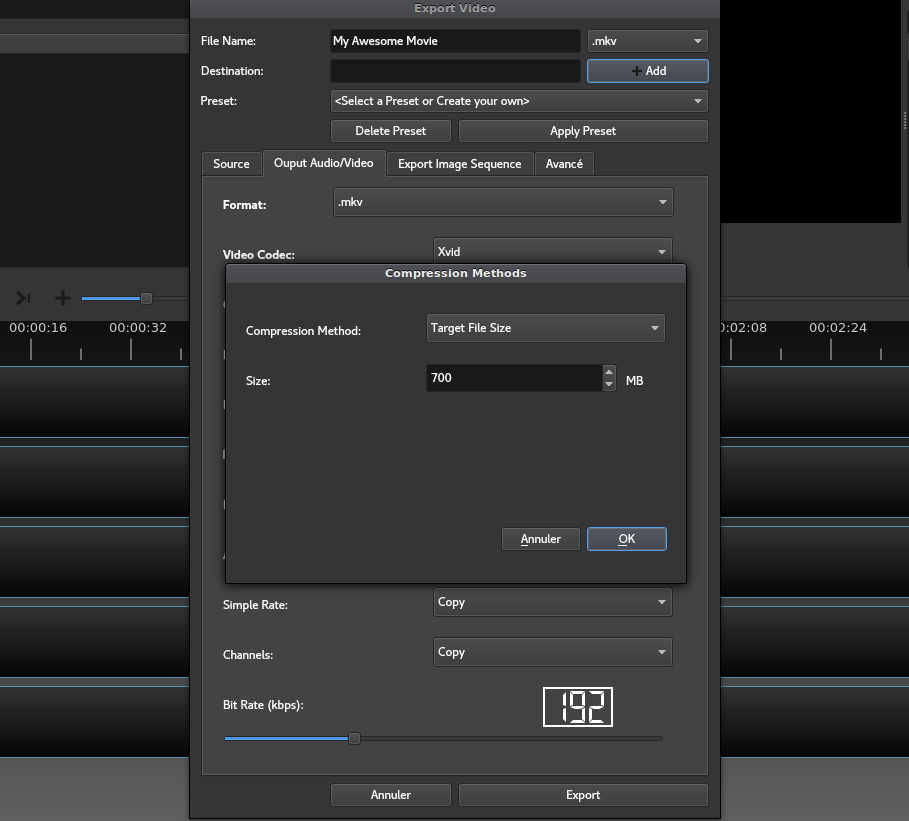 Export Video
File Name: My Awesome Movie .mkv
Destination: Add
Preset: <Select a Preset or Create your own>
Delete Preset Apply Preset
Source Ouput Audio/Video Export Image Sequence Avancé
Format: .mkv
Video Codec: Xvid
Compression Methods
00:00:16 00:00:32 0:02:08 00:02:24
Compression Method: Target File Size
Size: 700 MB
Annuler OK
Simple Rate: Copy
Channels: Copy
Bit Rate (kbps): 192
Annuler Export